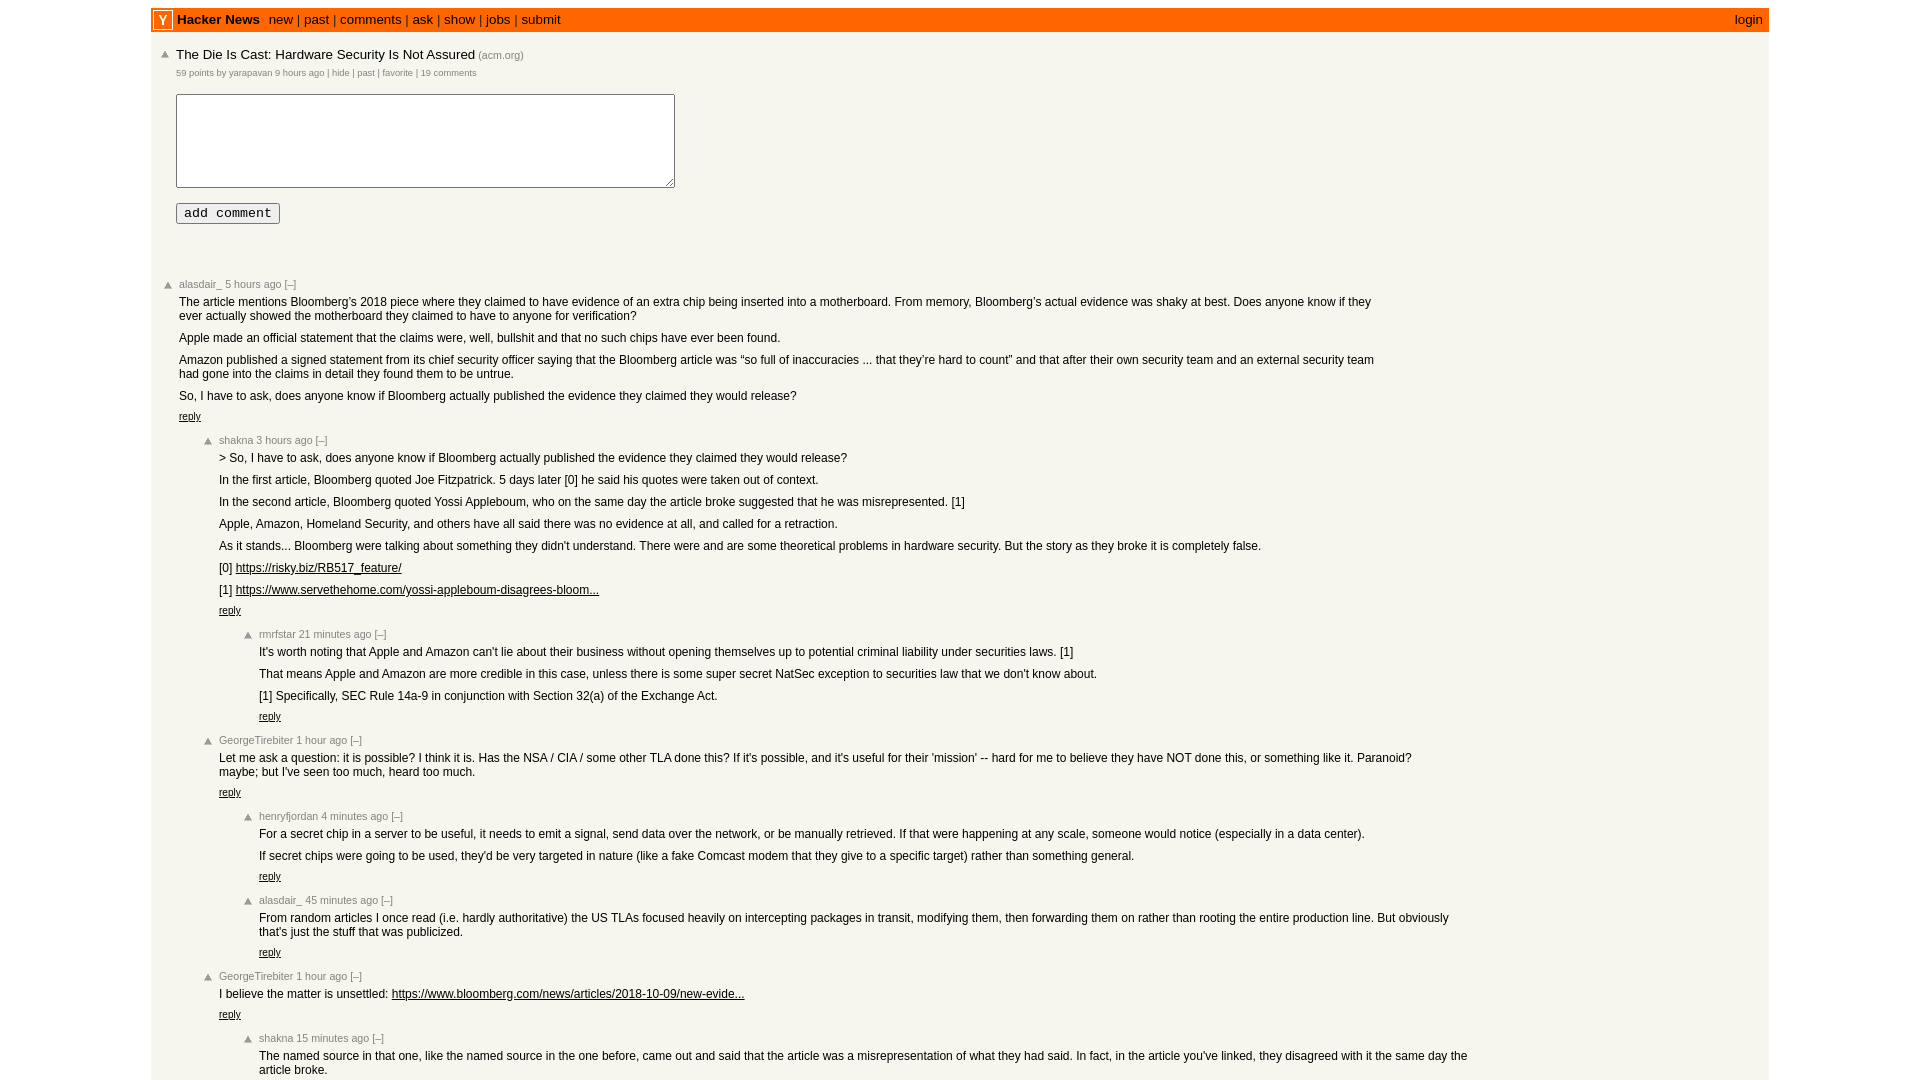 Y Hacker News new | past | comments | ask | show | jobs | submit login
The Die Is Cast: Hardware Security Is Not Assured (acm.org)
59 points by yarapavan 9 hours ago | hide | past | favorite | 19 comments
add comment
alasdair_ 5 hours ago [–]
The article mentions Bloomberg’s 2018 piece where they claimed to have evidence of an extra chip being inserted into a motherboard. From memory, Bloomberg’s actual evidence was shaky at best. Does anyone know if they
ever actually showed the motherboard they claimed to have to anyone for verification?
Apple made an official statement that the claims were, well, bullshit and that no such chips have ever been found.
Amazon published a signed statement from its chief security officer saying that the Bloomberg article was “so full of inaccuracies ... that they’re hard to count” and that after their own security team and an external security team
had gone into the claims in detail they found them to be untrue.
So, I have to ask, does anyone know if Bloomberg actually published the evidence they claimed they would release?
reply
shakna 3 hours ago [–]
> So, I have to ask, does anyone know if Bloomberg actually published the evidence they claimed they would release?
In the first article, Bloomberg quoted Joe Fitzpatrick. 5 days later [0] he said his quotes were taken out of context.
In the second article, Bloomberg quoted Yossi Appleboum, who on the same day the article broke suggested that he was misrepresented. [1]
Apple, Amazon, Homeland Security, and others have all said there was no evidence at all, and called for a retraction.
As it stands... Bloomberg were talking about something they didn't understand. There were and are some theoretical problems in hardware security. But the story as they broke it is completely false.
[0] https://risky.biz/RB517_feature/
[1] https://www.servethehome.com/yossi-appleboum-disagrees-bloom...
reply
rmrfstar 21 minutes ago [–]
It's worth noting that Apple and Amazon can't lie about their business without opening themselves up to potential criminal liability under securities laws. [1]
That means Apple and Amazon are more credible in this case, unless there is some super secret NatSec exception to securities law that we don't know about.
[1] Specifically, SEC Rule 14a-9 in conjunction with Section 32(a) of the Exchange Act.
reply
GeorgeTirebiter 1 hour ago [–]
Let me ask a question: it is possible? I think it is. Has the NSA / CIA / some other TLA done this? If it's possible, and it's useful for their 'mission' -- hard for me to believe they have NOT done this, or something like it. Paranoid?
maybe; but I've seen too much, heard too much.
reply
henryfjordan 4 minutes ago [–]
For a secret chip in a server to be useful, it needs to emit a signal, send data over the network, or be manually retrieved. If that were happening at any scale, someone would notice (especially in a data center).
If secret chips were going to be used, they'd be very targeted in nature (like a fake Comcast modem that they give to a specific target) rather than something general.
reply
alasdair_ 45 minutes ago [–]
From random articles I once read (i.e. hardly authoritative) the US TLAs focused heavily on intercepting packages in transit, modifying them, then forwarding them on rather than rooting the entire production line. But obviously
that's just the stuff that was publicized.
reply
GeorgeTirebiter 1 hour ago [–]
I believe the matter is unsettled: https://www.bloomberg.com/news/articles/2018-10-09/new-evide...
reply
shakna 15 minutes ago [–]
The named source in that one, like the named source in the one before, came out and said that the article was a misrepresentation of what they had said. In fact, in the article you've linked, they disagreed with it the same day the
article broke.